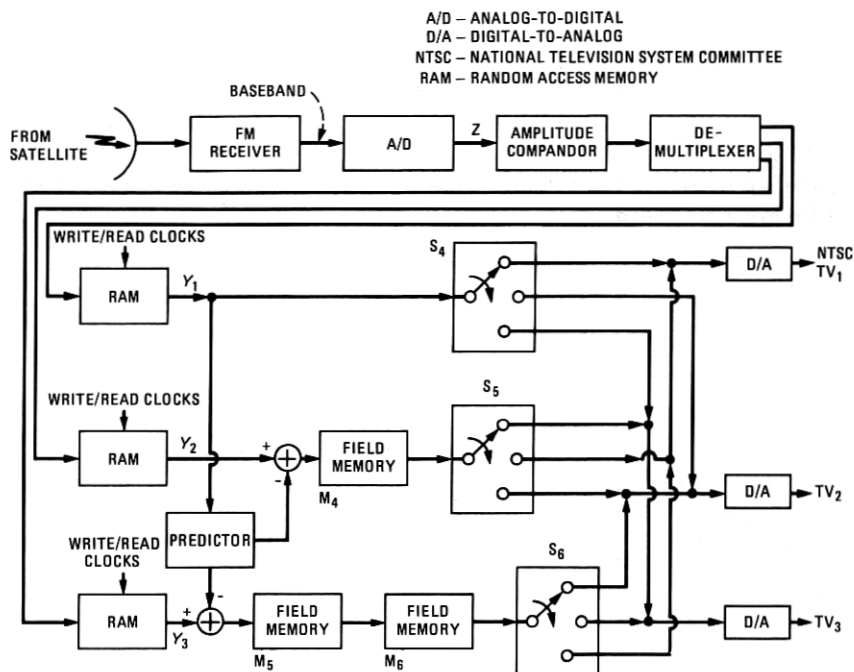 A/D – ANALOG-TO-DIGITAL
D/A – DIGITAL-TO-ANALOG
NTSC – NATIONAL TELEVISION SYSTEM COMMITTEE
RAM – RANDOM ACCESS MEMORY
BASEBAND
FROM
SATELLITE
FM
RECEIVER
A/D
Z
AMPLITUDE
COMPANDOR
DE-
MULTIPLEXER
WRITE/READ CLOCKS
RAM
Y1
S4
D/A
NTSC
TV1
WRITE/READ CLOCKS
RAM
Y2
+
-
FIELD
MEMORY
M4
S5
D/A
TV2
PREDICTOR
WRITE/READ
CLOCKS
RAM
Y3
+
-
FIELD
MEMORY
M5
FIELD
MEMORY
M6
S6
D/A
TV3